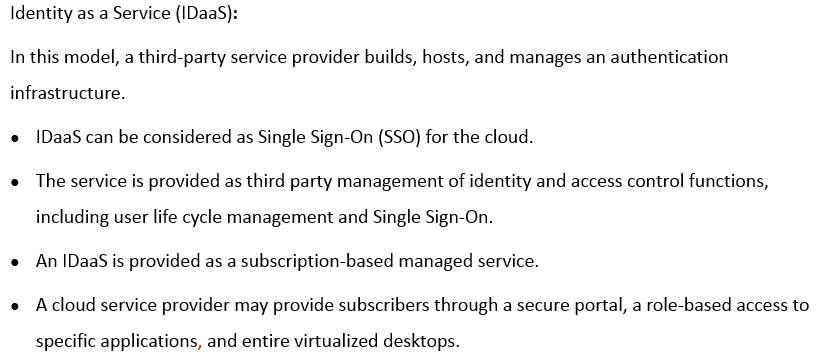 Identity as a Service (IDaaS):
In this model, a third-party service provider builds, hosts, and manages an authentication
infrastructure.
• IDaaS can be considered as Single Sign-On (SSO) for the cloud.
• The service is provided as third party management of identity and access control functions,
including user life cycle management and Single Sign-On.
• An IDaaS is provided as a subscription-based managed service.
• A cloud service provider may provide subscribers through a secure portal, a role-based access to
specific applications, and entire virtualized desktops.